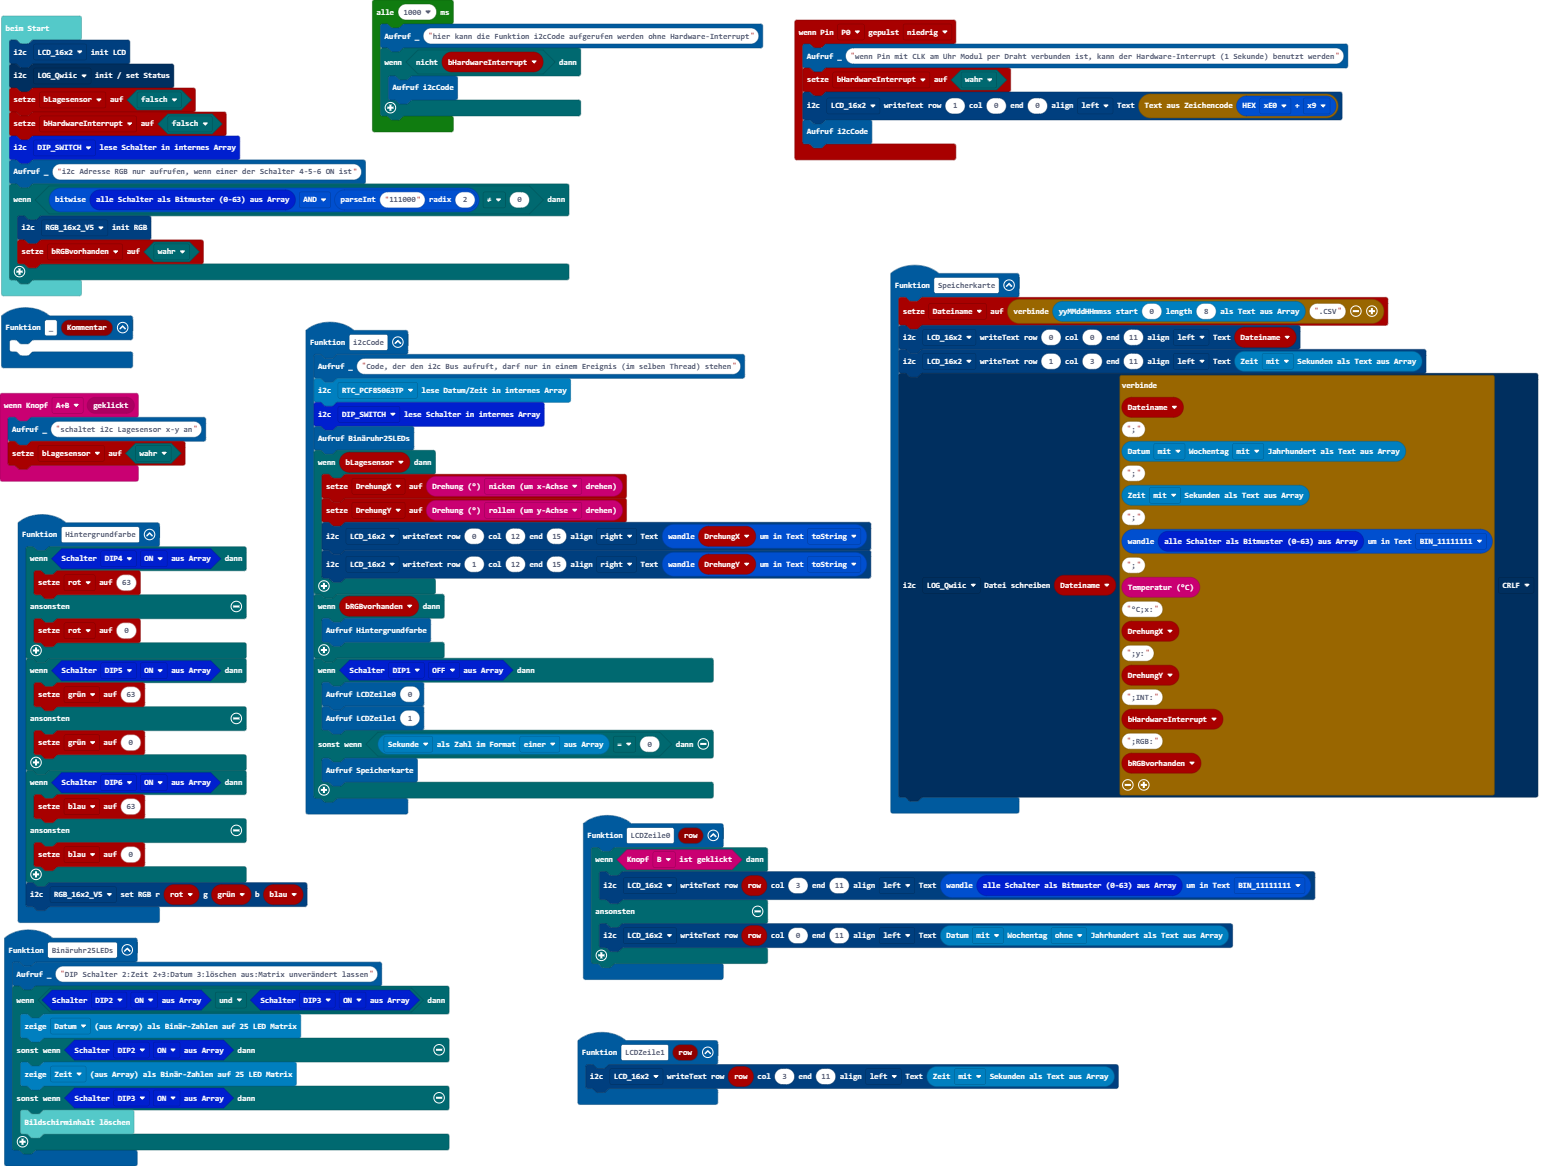 beim Start
i2c LCD_16x2 init LCD
i2c LOG_Qwiic init / set Status
setze bLagesensor auf falsch
setze bHardwareInterrupt auf falsch
i2c DIP_SWITCH lese Schalter in internes Array
Aufruf _ "i2c Adresse RGB nur aufrufen, wenn einer der Schalter 4-5-6 ON ist"
wenn bitwise alle Schalter als Bitmuster (0-63) aus Array AND parseInt "111000" radix 2 ≠ 0 dann
i2c RGB_16x2_V5 init RGB
setze bRGBvorhanden auf wahr
alle 1000 ms
Aufruf _ "hier kann die Funktion i2cCode aufgerufen werden ohne Hardware-Interrupt"
wenn nicht bHardwareInterrupt dann
Aufruf i2cCode
wenn Pin P0 gepulst niedrig
Aufruf _ "wenn Pin mit CLK am Uhr Modul per Draht verbunden ist, kann der Hardware-Interrupt (1 Sekunde) benutzt werden"
setze bHardwareInterrupt auf wahr
i2c LCD_16x2 writeText row 1 col 0 end 0 align left Text Text aus Zeichencode HEX xE0 + x9
Aufruf i2cCode
Funktion _ Kommentar
wenn Knopf A+B geklickt
Aufruf _ "schaltet i2c Lagesensor x-y an"
setze bLagesensor auf wahr
Funktion Hintergrundfarbe
wenn Schalter DIP4 ON aus Array dann
setze rot auf 63
ansonsten
setze rot auf 0
wenn Schalter DIP5 ON aus Array dann
setze grün auf 63
ansonsten
setze grün auf 0
wenn Schalter DIP6 ON aus Array dann
setze blau auf 63
ansonsten
setze blau auf 0
i2c RGB_16x2_V5 set RGB r rot g grün b blau
Funktion Binäruhr25LEDs
Aufruf _ "DIP Schalter 2:Zeit 2+3:Datum 3:löschen aus:Matrix unverändert lassen"
wenn Schalter DIP2 ON aus Array und Schalter DIP3 ON aus Array dann
zeige Datum (aus Array) als Binär-Zahlen auf 25 LED Matrix
sonst wenn Schalter DIP2 ON aus Array dann
zeige Zeit (aus Array) als Binär-Zahlen auf 25 LED Matrix
sonst wenn Schalter DIP3 ON aus Array dann
Bildschirminhalt löschen
Funktion i2cCode
Aufruf _ "Code, der den i2c Bus aufruft, darf nur in einem Ereignis (im selben Thread) stehen"
i2c RTC_PCF85063TP lese Datum/Zeit in internes Array
i2c DIP_SWITCH lese Schalter in internes Array
Aufruf Binäruhr25LEDs
wenn bLagesensor dann
setze DrehungX auf Drehung (°) nicken (um x-Achse drehen)
setze DrehungY auf Drehung (°) rollen (um y-Achse drehen)
i2c LCD_16x2 writeText row 0 col 12 end 15 align right Text wandle DrehungX um in Text toString
i2c LCD_16x2 writeText row 1 col 12 end 15 align right Text wandle DrehungY um in Text toString
wenn bRGBvorhanden dann
Aufruf Hintergrundfarbe
wenn Schalter DIP1 OFF aus Array dann
Aufruf LCDZeile0 0
Aufruf LCDZeile1 1
sonst wenn Sekunde als Zahl im Format einer aus Array = 0 dann
Aufruf Speicherkarte
Funktion Speicherkarte
setze Dateiname auf verbinde yyMMddHHmmss start 0 length 8 als Text aus Array ".CSV"
i2c LCD_16x2 writeText row 0 col 0 end 11 align left Text Dateiname
i2c LCD_16x2 writeText row 1 col 3 end 11 align left Text Zeit mit Sekunden als Text aus Array
verbinde
Dateiname
";"
Datum mit Wochentag mit Jahrhundert als Text aus Array
";"
Zeit mit Sekunden als Text aus Array
";"
wandle alle Schalter als Bitmuster (0-63) aus Array um in Text BIN_11111111
";"
i2c LOG_Qwiic Datei schreiben Dateiname Temperatur (°C) CRLF
"°C;x:"
DrehungX
";y:"
DrehungY
";INT:"
bHardwareInterrupt
";RGB:"
bRGBvorhanden
Funktion LCDZeile0 row
wenn Knopf B ist geklickt dann
i2c LCD_16x2 writeText row row col 3 end 11 align left Text wandle alle Schalter als Bitmuster (0-63) aus Array um in Text BIN_11111111
ansonsten
i2c LCD_16x2 writeText row row col 0 end 11 align left Text Datum mit Wochentag ohne Jahrhundert als Text aus Array
Funktion LCDZeile1 row
i2c LCD_16x2 writeText row row col 3 end 11 align left Text Zeit mit Sekunden als Text aus Array